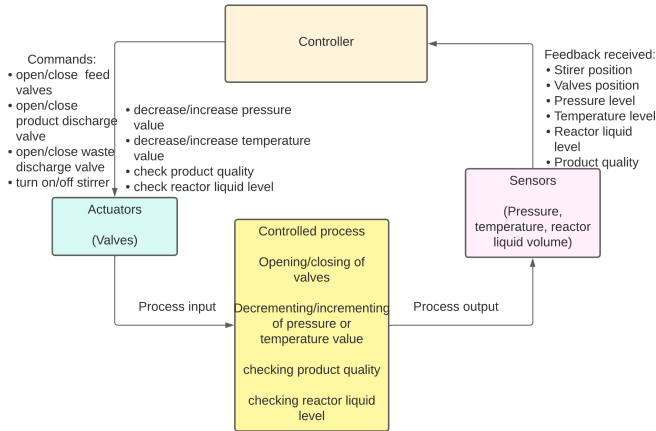 Controller
Commands:
• open/close  feed
valves
• open/close
product discharge
valve
• open/close waste
discharge valve
• turn on/off stirrer
• decrease/increase pressure
value
• decrease/increase temperature
value
• check product quality
• check reactor liquid level
Feedback received:
• Stirer position
• Valves position
• Pressure level
• Temperature level
• Reactor liquid
level
• Product quality
Actuators
(Valves)
Sensors
(Pressure,
temperature, reactor
liquid volume)
Controlled process
Opening/closing of
valves
Decrementing/incrementing
of pressure or
temperature value
checking product quality
checking reactor liquid
level
Process input
Process output